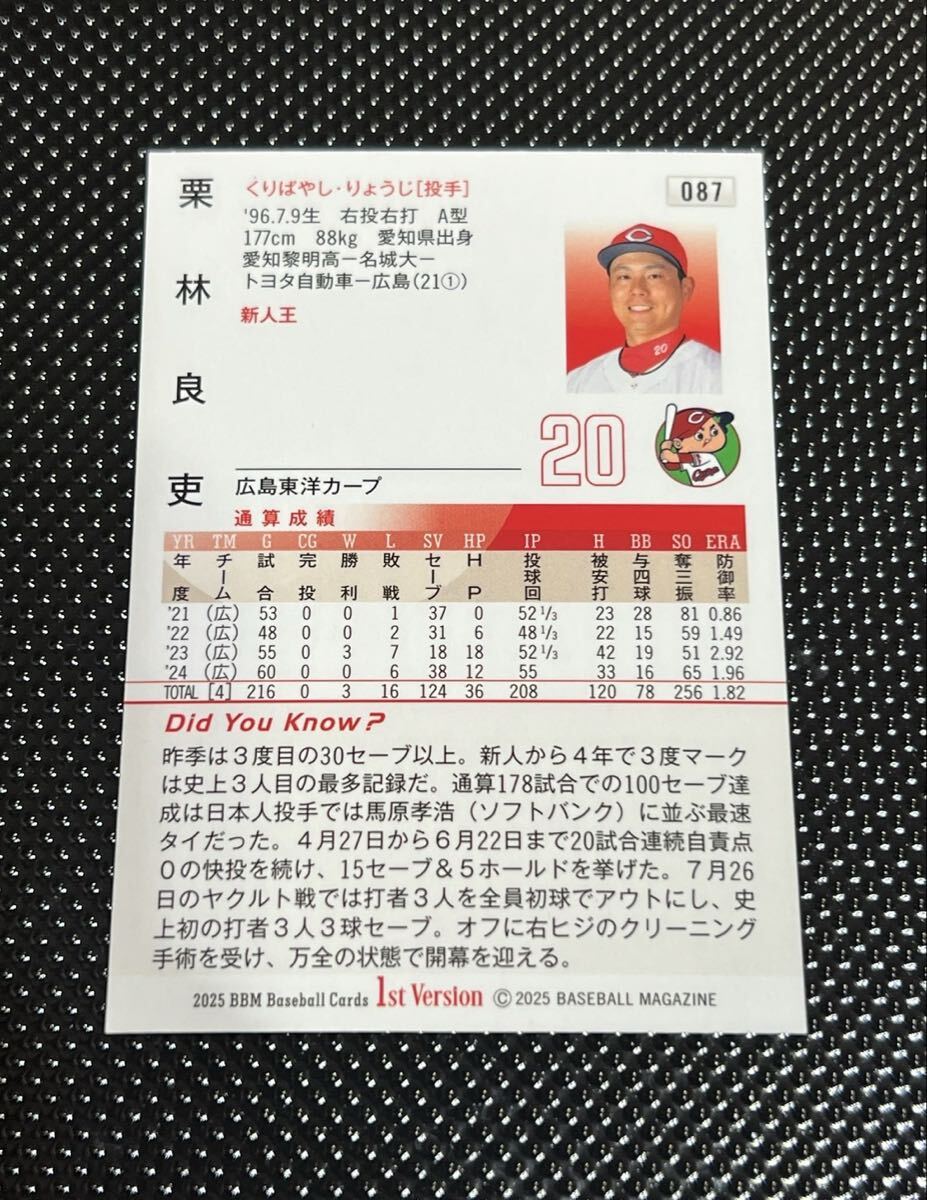 栗林良吏
くりばやし・りょうじ[投手]
087
'96.7.9生 右投右打 A型
177cm 88kg 愛知県出身
愛知黎明高ー名城大ー
トヨタ自動車ー広島(21①)
新人王
20
C
20
C
広島東洋カープ
通算成績
YR TM G CG W L SV HP IP H BB SO ERA
年度 チーム 試合 完投 勝利 敗戦 セーブ HP 投球回 被安打 与四球 奪三振 防御率
'21 (広) 53 0 0 1 37 0 52 1/3 23 28 81 0.86
'22 (広) 48 0 0 2 31 6 48 1/3 22 15 59 1.49
'23 (広) 55 0 3 7 18 18 52 1/3 42 19 51 2.92
'24 (広) 60 0 0 6 38 12 55 33 16 65 1.96
TOTAL [4] 216 0 3 16 124 36 208 120 78 256 1.82
Did You Know?
昨季は3度目の30セーブ以上。新人から4年で3度マーク
は史上3人目の最多記録だ。通算178試合での100セーブ達
成は日本人投手では馬原孝浩（ソフトバンク）に並ぶ最速
タイだった。4月27日から6月22日まで20試合連続自責点
0の快投を続け、15セーブ&5ホールドを挙げた。7月26
日のヤクルト戦では打者3人を全員初球でアウトにし、史
上初の打者3人3球セーブ。オフに右ヒジのクリーニング
手術を受け、万全の状態で開幕を迎える。
2025 BBM Baseball Cards 1st Version ©2025 BASEBALL MAGAZINE